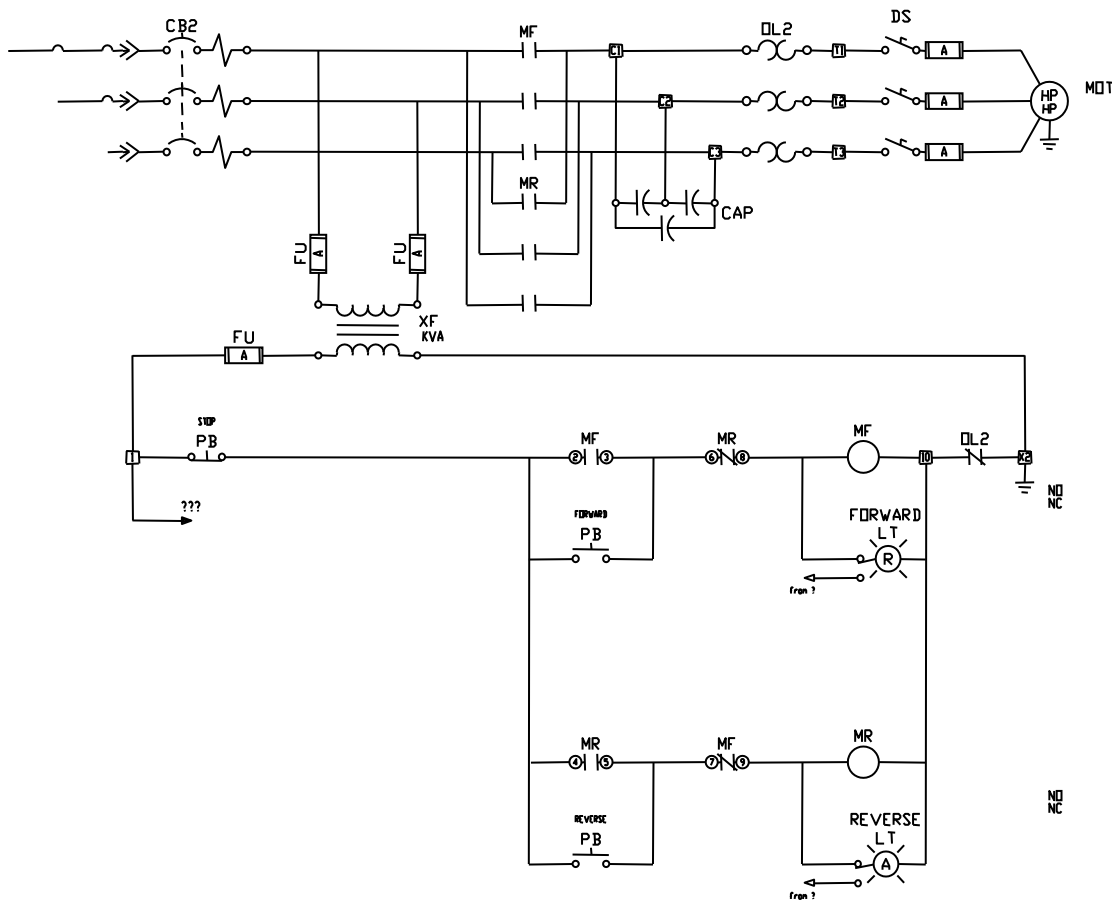 CB2
MF
OL2
DS
C1
T1
A
C2
T2
A
HP
HP
MOT
C3
T3
A
MR
CAP
FU
A
FU
A
XF
KVA
FU
A
STOP
PB
1
MF
2
3
MR
6
8
MF
10
OL2
X2
???
NO
NC
FORWARD
PB
FORWARD
LT
R
from ?
MR
4
5
MF
7
9
MR
NO
NC
REVERSE
PB
REVERSE
LT
A
from ?